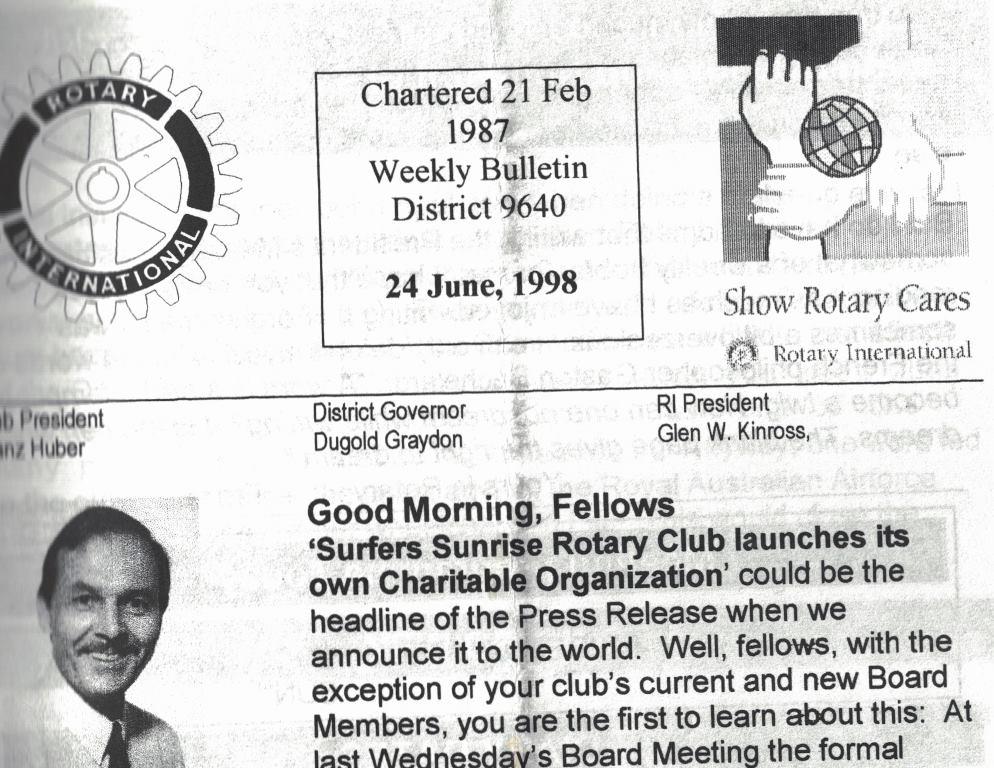 ROTARY
INTERNATIONAL
Chartered 21 Feb
1987
Weekly Bulletin
District 9640
24 June, 1998
Show Rotary Cares
Rotary International
b President
nz Huber
District Governor
Dugold Graydon
RI President
Glen W. Kinross,
Good Morning, Fellows
‘Surfers Sunrise Rotary Club launches its
own Charitable Organization’ could be the
headline of the Press Release when we
announce it to the world. Well, fellows, with the
exception of your club's current and new Board
Members, you are the first to learn about this: At
last Wednesday's Board Meeting the formal